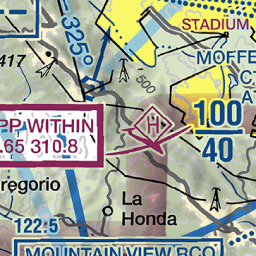 STADIUM
325°
417
MOFFE
500
C
A
100
40
PP WITHIN
.65 310.8
H
regorio
La
Honda
122.5
MOUNTAIN VIEW RCO